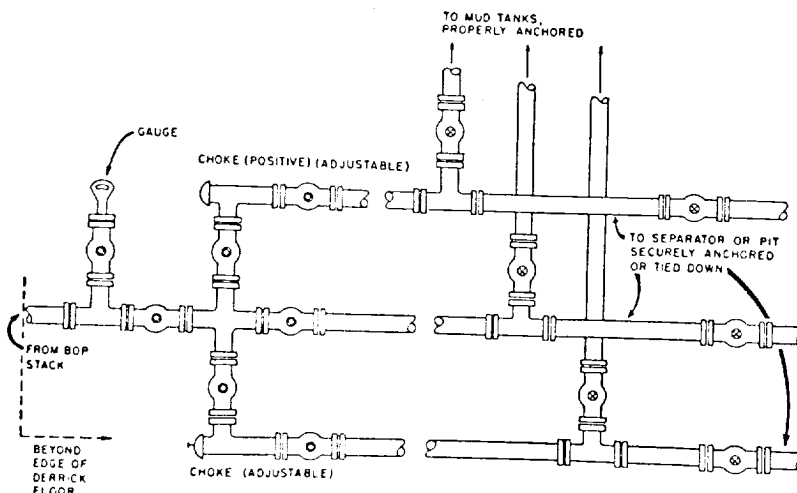 TO MUD TANKS,
PROPERLY ANCHORED
GAUGE
CHOKE (POSITIVE) (ADJUSTABLE)
TO SEPARATOR OR PIT
SECURELY ANCHORED
OR TIED DOWN
FROM BOP
STACK
BEYOND
EDGE OF
DERRICK
FLOOR
CHOKE (ADJUSTABLE)